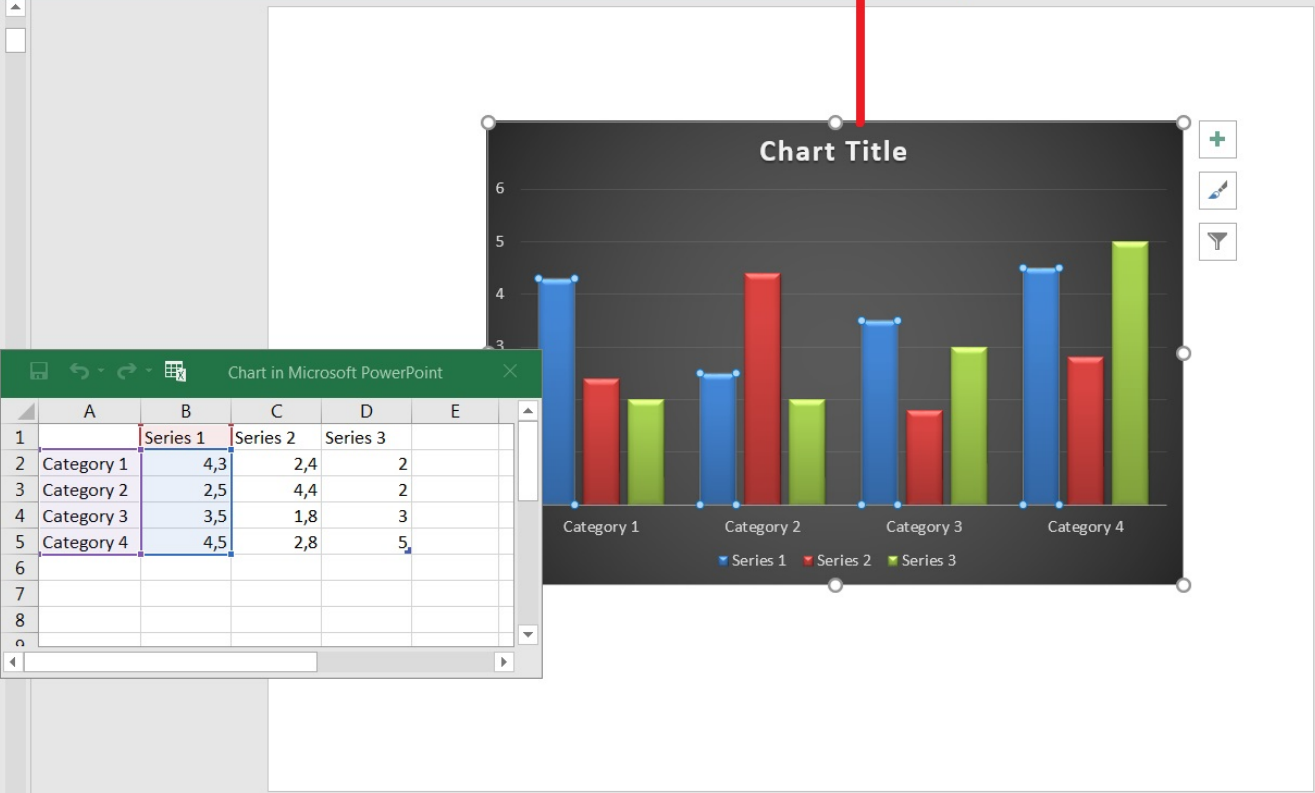 Chart Title
6
5
4
3
Category 1 Category 2 Category 3 Category 4
Series 1 Series 2 Series 3
Chart in Microsoft PowerPoint
A B C D E
1 Series 1 Series 2 Series 3
2 Category 1 4,3 2,4 2
3 Category 2 2,5 4,4 2
4 Category 3 3,5 1,8 3
5 Category 4 4,5 2,8 5
6
7
8
9